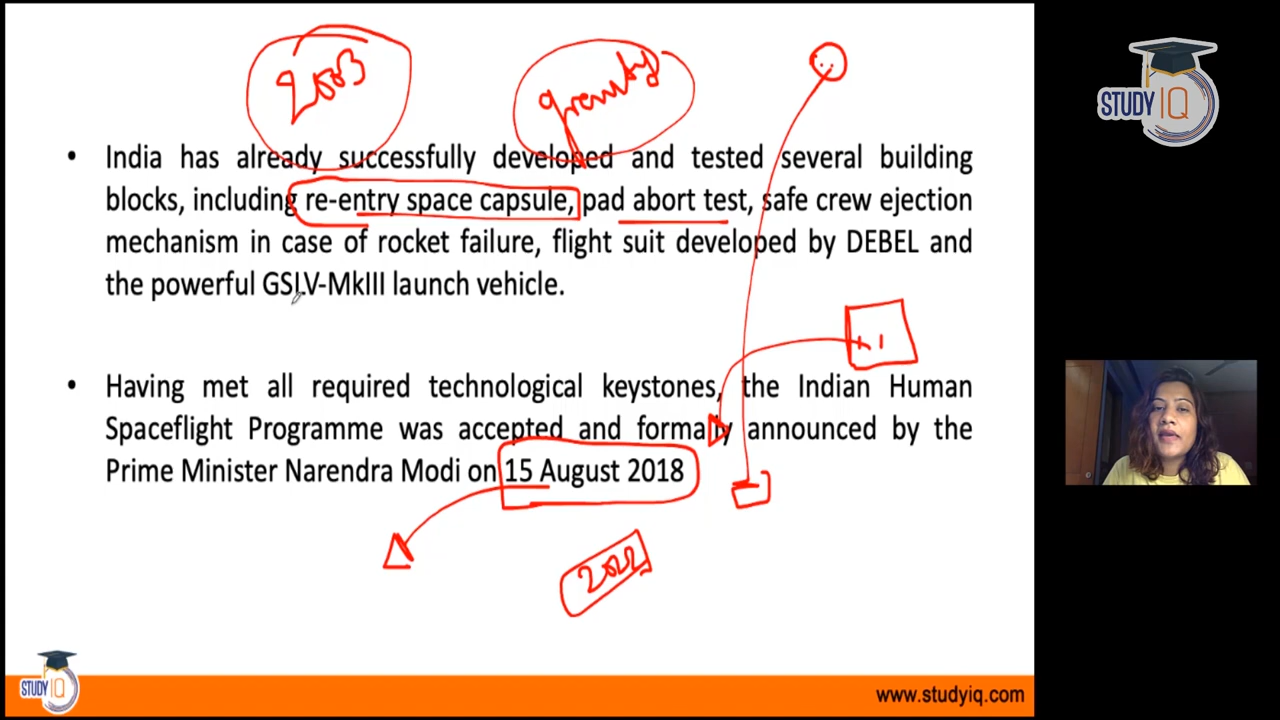 2003
gravity
STUDY IQ
• India has already successfully developed and tested several building
blocks, including re-entry space capsule, pad abort test, safe crew ejection
mechanism in case of rocket failure, flight suit developed by DEBEL and
the powerful GSLV-MkIII launch vehicle.
• Having met all required technological keystones, the Indian Human
Spaceflight Programme was accepted and formally announced by the
Prime Minister Narendra Modi on 15 August 2018
2022
STUDY IQ
www.studyiq.com